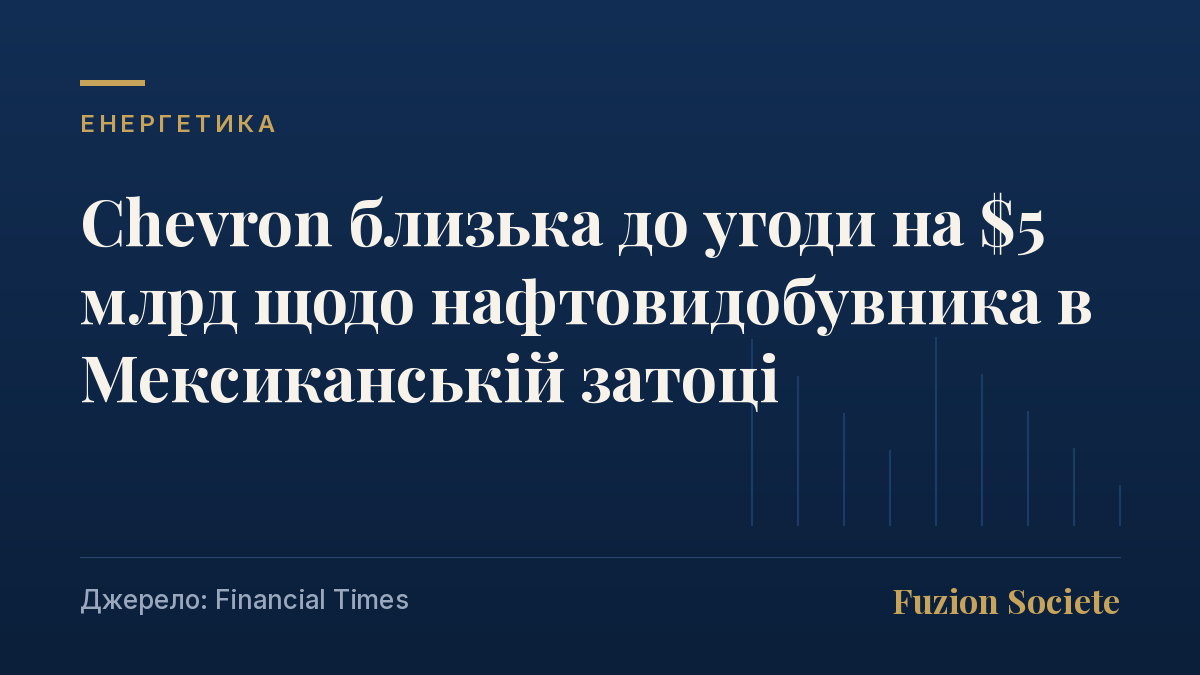 ЕНЕРГЕТИКА
Chevron близька до угоди на $5
млрд щодо нафтовидобувника в
Мексиканській затоці
Джерело: Financial Times
Fuzion Societe